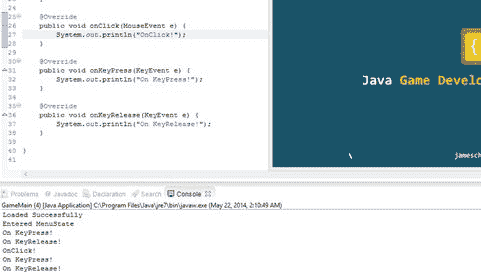 25 @Override
26 public void onClick(MouseEvent e) {
27 System.out.println("OnClick!");
28 }
29
30 @Override
31 public void onKeyPress(KeyEvent e) {
32 System.out.println("On KeyPress!");
33 }
34
35 @Override
36 public void onKeyRelease(KeyEvent e) {
37 System.out.println("On KeyRelease!");
38 }
39
40 }
41
{
Java Game Develo
jamesch
Problems @ Javadoc Declaration Search Console
GameMain (4) [Java Application] C:\Program Files\Java\jre7\bin\javaw.exe (May 22, 2014, 2:10:49 AM)
Loaded Successfully
Entered MenuState
On KeyPress!
On KeyRelease!
OnClick!
On KeyPress!
On KeyRelease!